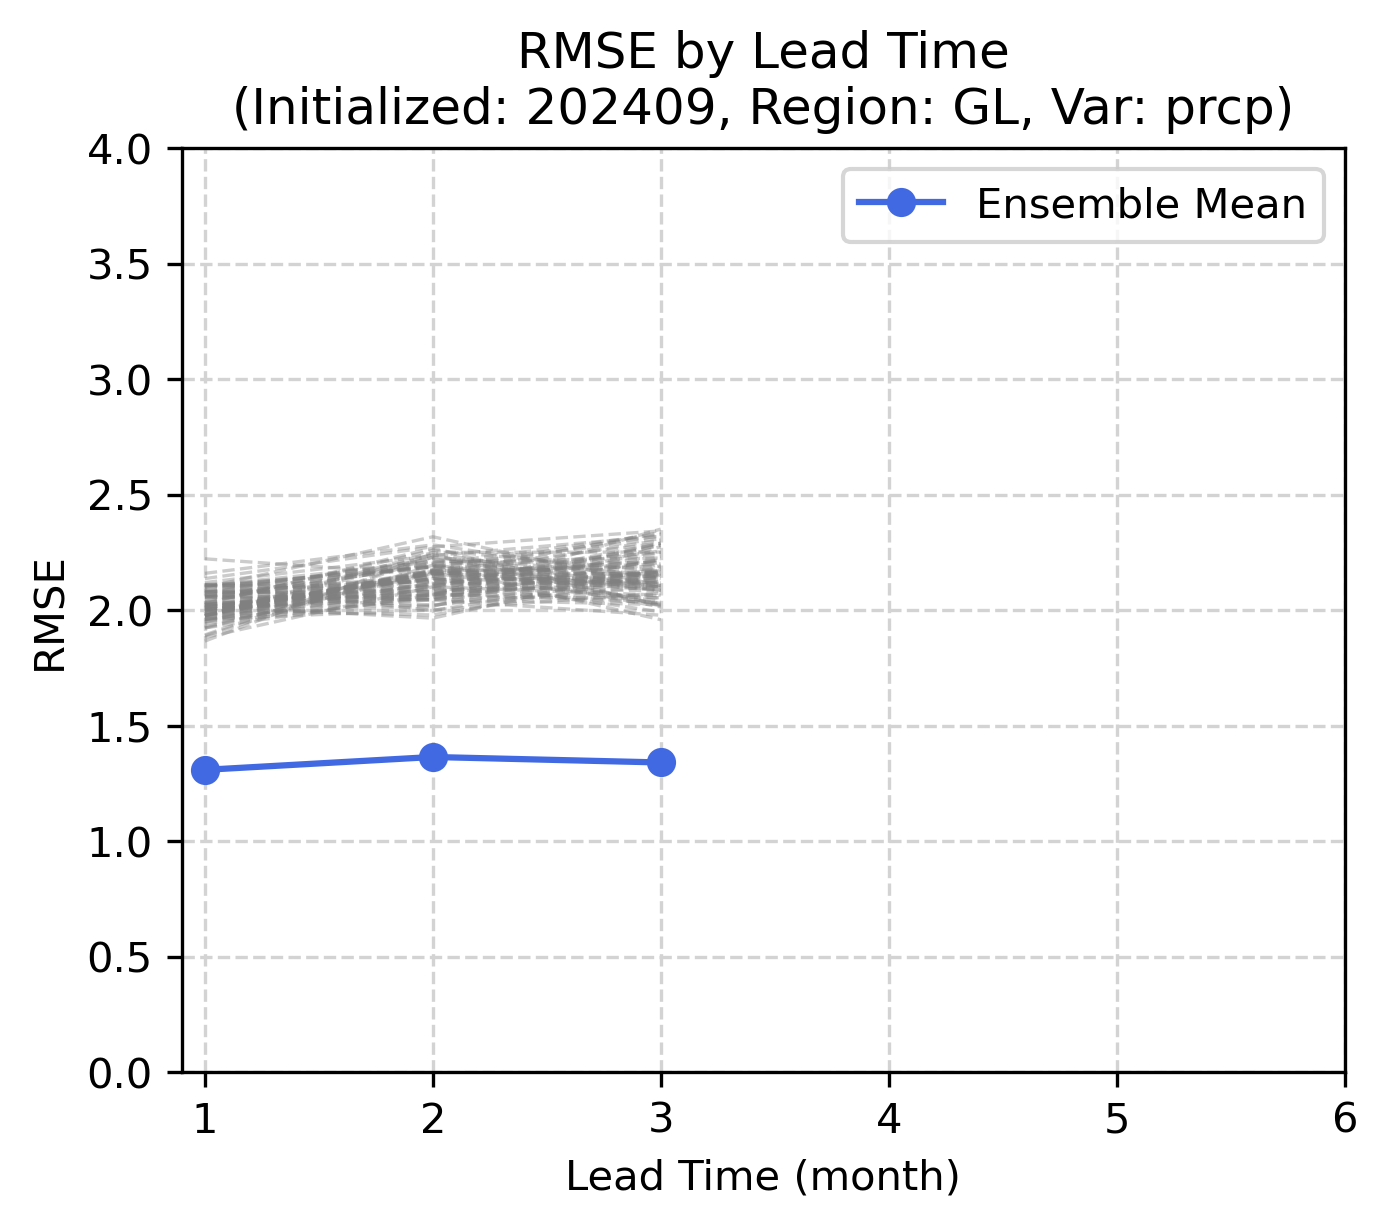 RMSE by Lead Time
(Initialized: 202409, Region: GL, Var: prcp)
4.0
3.5
3.0
2.5
2.0
1.5
1.0
0.5
0.0
RMSE
Ensemble Mean
1 2 3 4 5 6
Lead Time (month)